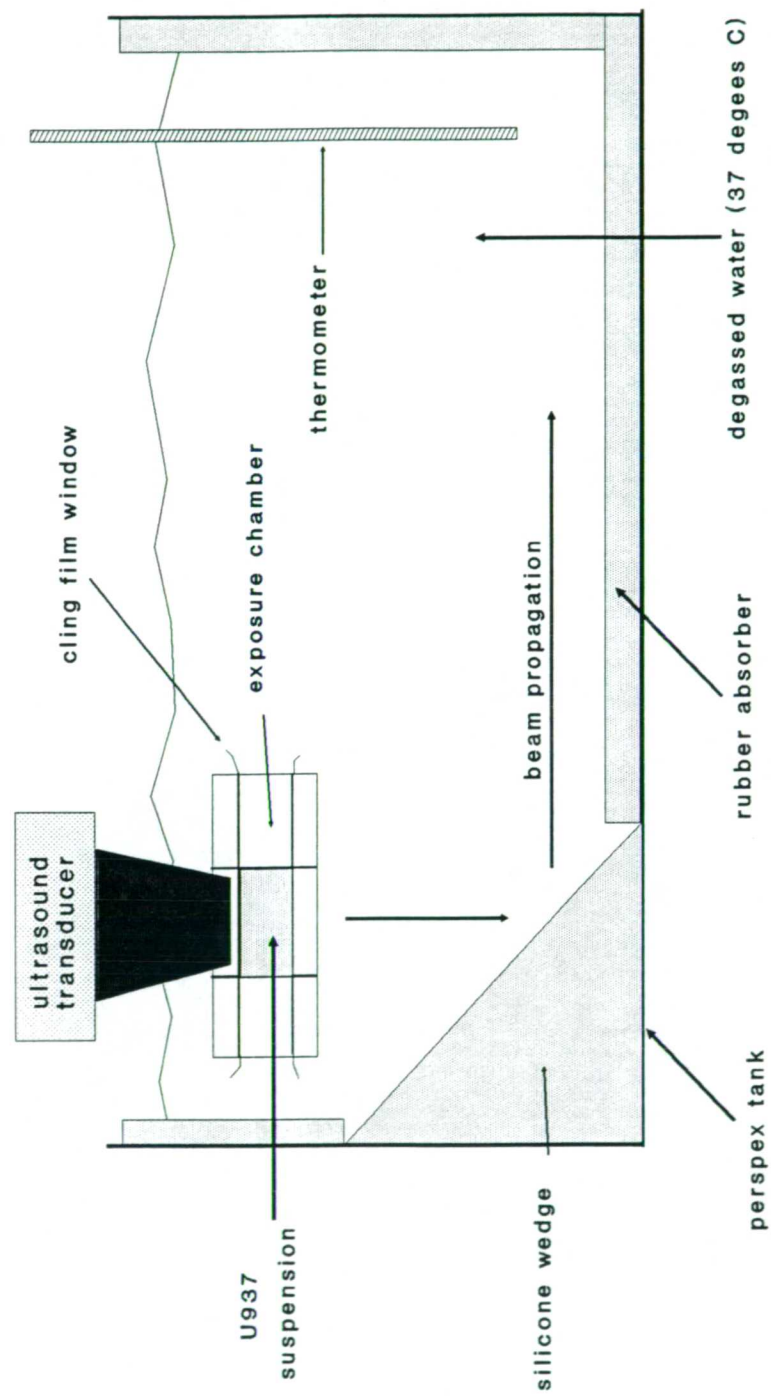 ultrasound
transducer
cling film window
exposure chamber
thermometer
U937
suspension
beam propagation
silicone wedge
perspex tank
rubber absorber
degassed water (37 degees C)